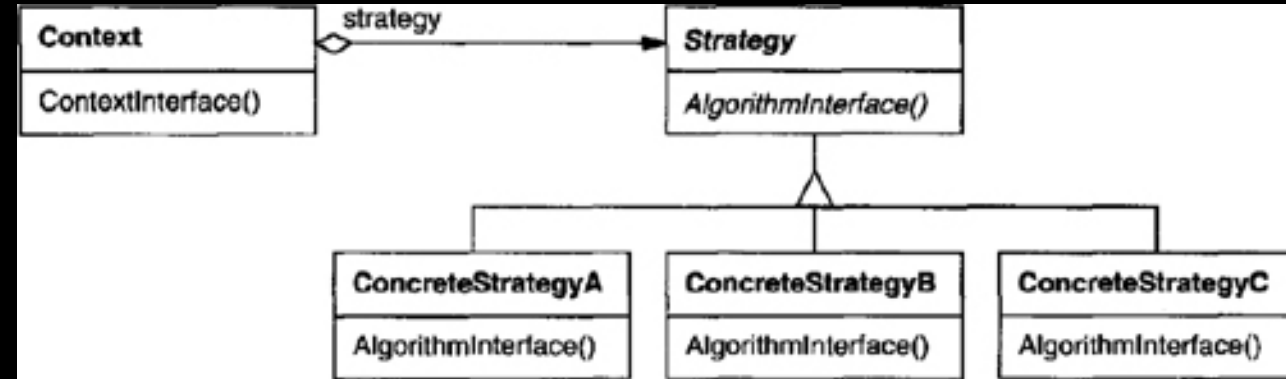 Context
ContextInterface()
strategy
Strategy
AlgorithmInterface()
ConcreteStrategyA
AlgorithmInterface()
ConcreteStrategyB
AlgorithmInterface()
ConcreteStrategyC
AlgorithmInterface()